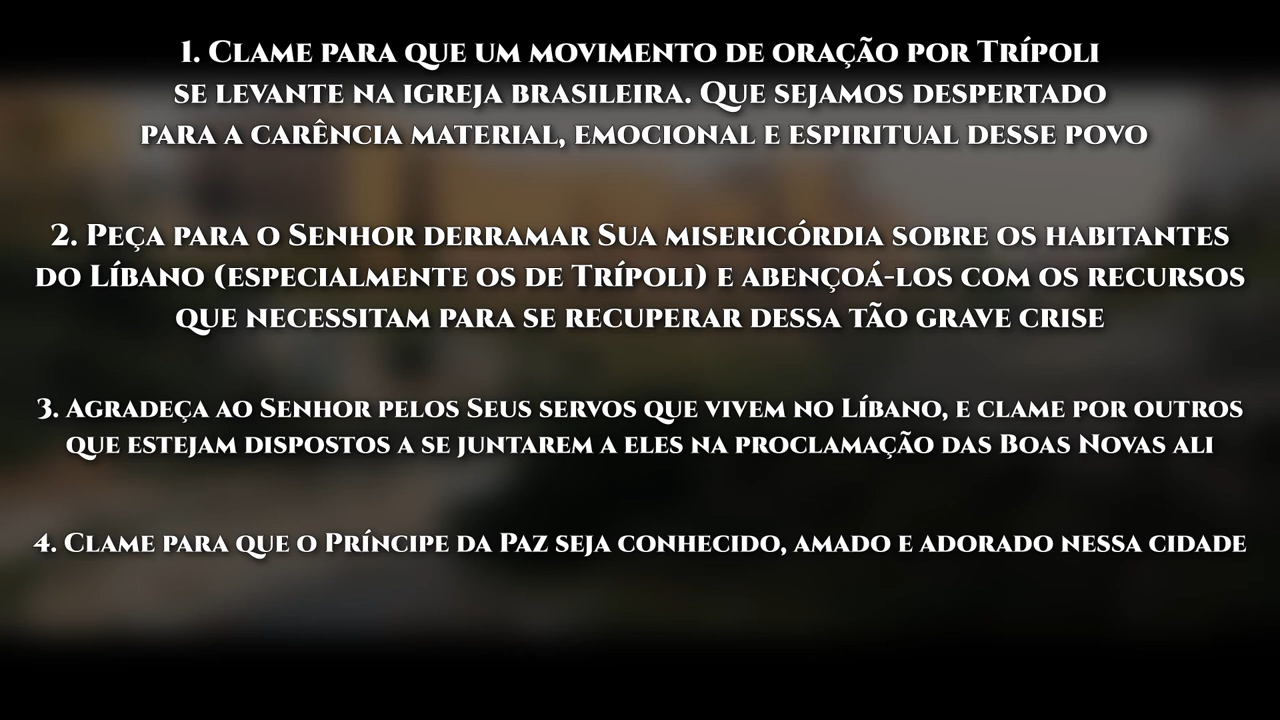 1. Clame para que um movimento de oração por Trípoli
se levante na igreja brasileira. Que sejamos despertado
para a carência material, emocional e espiritual desse povo
2. Peça para o Senhor derramar Sua misericórdia sobre os habitantes
do Líbano (especialmente os de Trípoli) e abençoá-los com os recursos
que necessitam para se recuperar dessa tão grave crise
3. Agradeça ao Senhor pelos Seus servos que vivem no Líbano, e clame por outros
que estejam dispostos a se juntarem a eles na proclamação das Boas Novas ali
4. Clame para que o Príncipe da Paz seja conhecido, amado e adorado nessa cidade